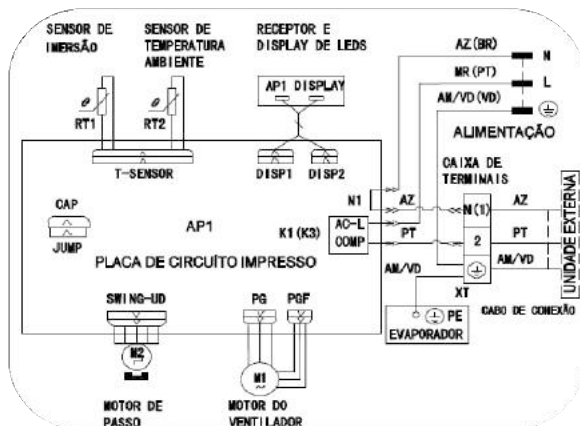 SENSOR DE
IMERSÃO
SENSOR DE
TEMPERATURA
AMBIENTE
RECEPTOR E
DISPLAY DE LEDS
AP1 DISPLAY
RT1
RT2
AZ(BR)
N
MR(PT)
L
AM/VD(VD)
ALIMENTAÇÃO
T-SENSOR
DISP1
DISP2
CAIXA DE
TERMINAIS
N1
AZ
N(1)
AZ
CAP
JUMP
AP1
K1(K3)
AC-L
COMP
PT
2
PT
PLACA DE CIRCUÍTO IMPRESSO
AM/VD
AM/VD
UNIDADE EXTERNA
XT
CABO DE CONEXÃO
SWING-UD
PG
PGF
PE
EVAPORADOR
M2
M1
MOTOR DE
PASSO
MOTOR DO
VENTILADOR